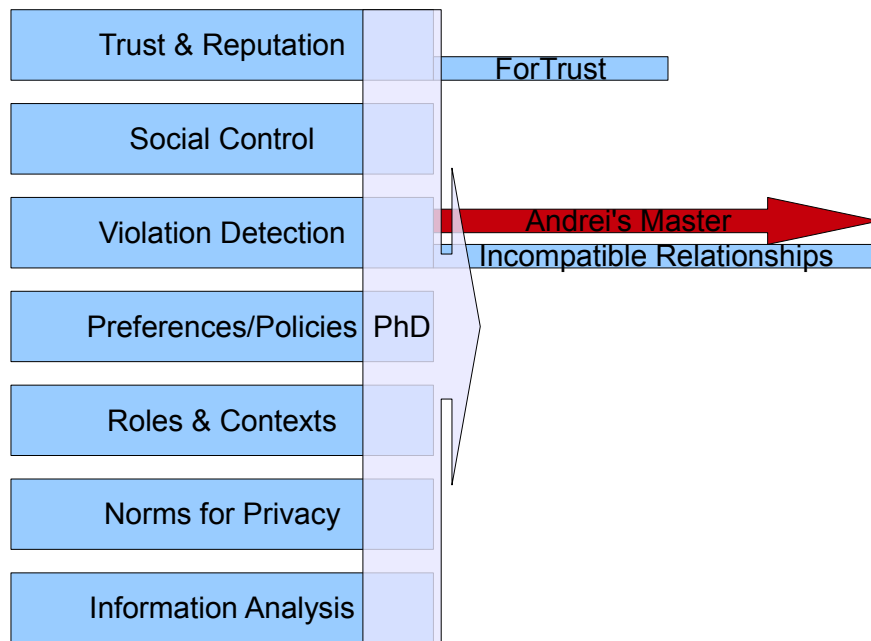 Trust & Reputation
ForTrust
Social Control
Violation Detection
Andrei's Master
Incompatible Relationships
Preferences/Policies
PhD
Roles & Contexts
Norms for Privacy
Information Analysis